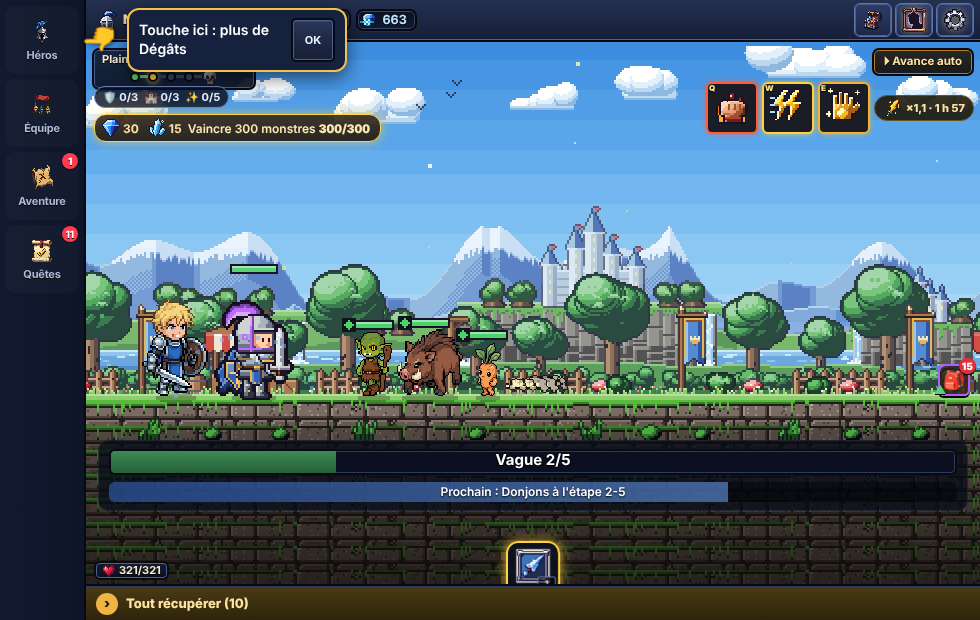 Héros
Équipe
1
Aventure
11
Quêtes
Touche ici : plus de
Dégâts
OK
663
Plain
Avance auto
0/3 0/3 0/5
30 15 Vaincre 300 monstres 300/300
Q
W
E
×1,1 · 1 h 57
15
Vague 2/5
Prochain : Donjons à l'étape 2-5
321/321
Tout récupérer (10)